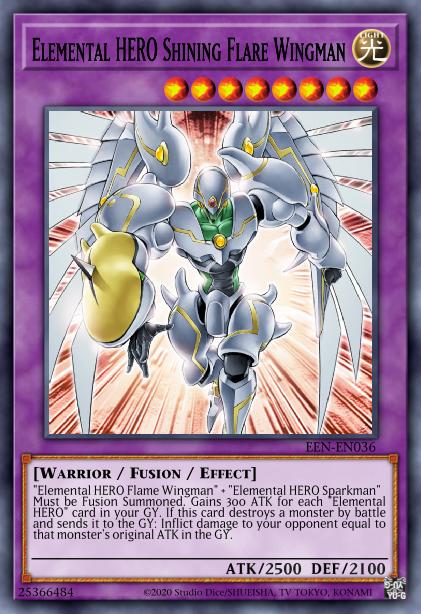 ELEMENTAL HERO SHINING FLARE WINGMAN
LIGHT
光
EEN-EN036
[WARRIOR / FUSION / EFFECT]
"Elemental HERO Flame Wingman" + "Elemental HERO Sparkman"
Must be Fusion Summoned. Gains 300 ATK for each "Elemental
HERO" card in your GY. If this card destroys a monster by battle
and sends it to the GY: Inflict damage to your opponent equal to
that monster's original ATK in the GY.
ATK/2500 DEF/2100
25366484
©2020 Studio Dice/SHUEISHA, TV TOKYO, KONAMI